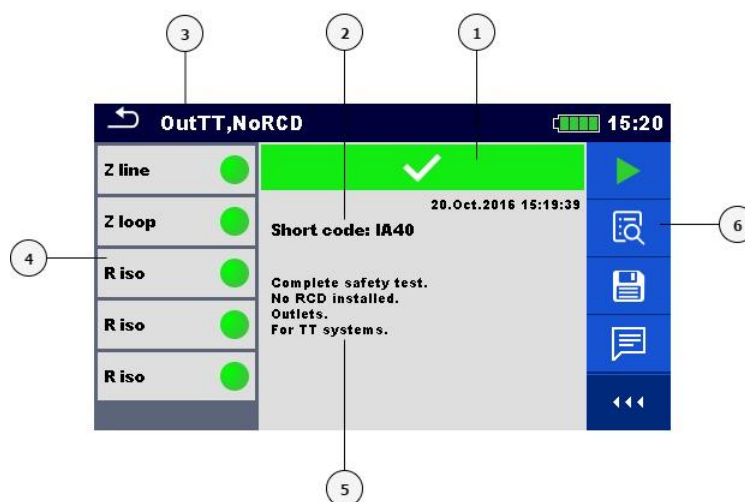 3
2
1
OutTT,NoRCD
15:20
Z line
20.Oct.2016 15:19:39
Z loop
Short code: IA40
6
4
R iso
Complete safety test.
No RCD installed.
Outlets.
R iso
For TT systems.
R iso
5